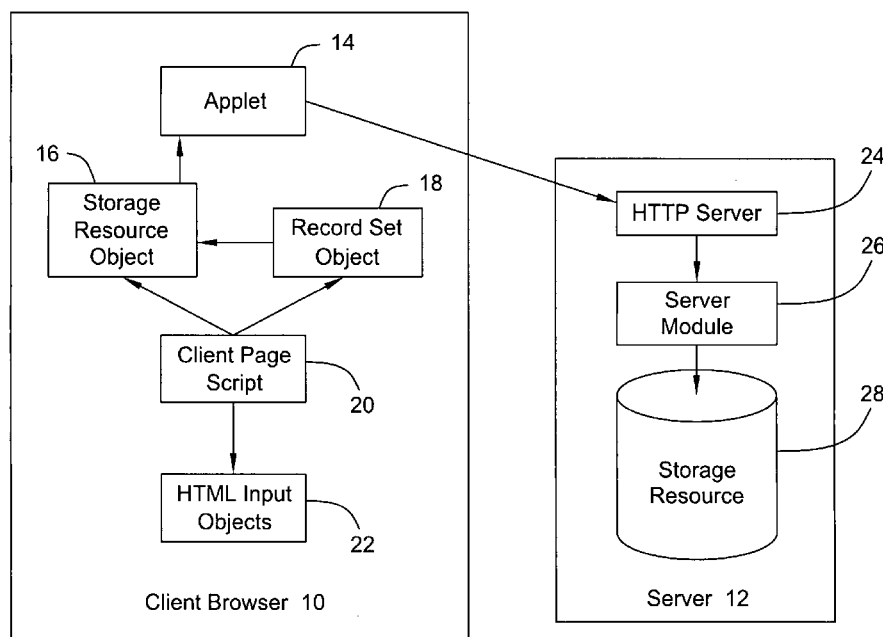 14
Applet
16
Storage
Resource
Object
18
Record Set
Object
Client Page
Script
20
HTML Input
Objects
22
Client Browser 10
24
HTTP Server
26
Server
Module
28
Storage
Resource
Server 12